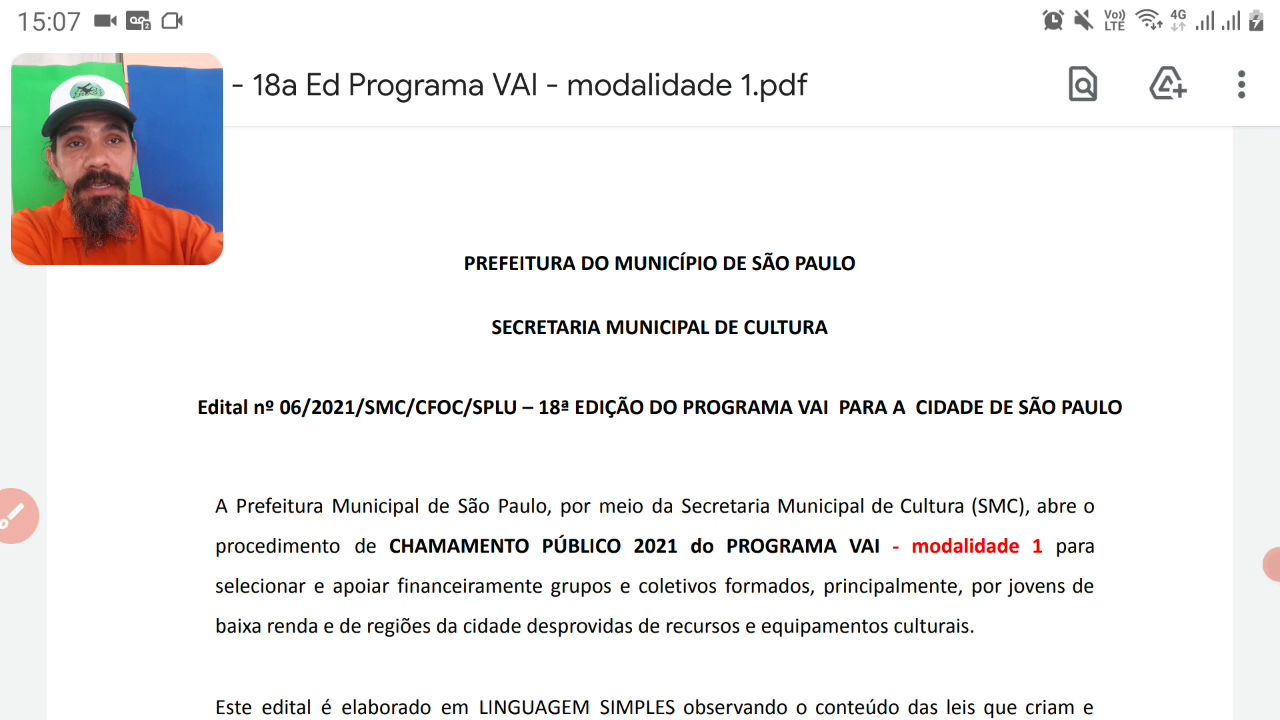 15:07
Vo))
LTE
4G
- 18a Ed Programa VAI - modalidade 1.pdf
PREFEITURA DO MUNICÍPIO DE SÃO PAULO
SECRETARIA MUNICIPAL DE CULTURA
Edital nº 06/2021/SMC/CFOC/SPLU – 18ª EDIÇÃO DO PROGRAMA VAI PARA A CIDADE DE SÃO PAULO
A Prefeitura Municipal de São Paulo, por meio da Secretaria Municipal de Cultura (SMC), abre o
procedimento de CHAMAMENTO PÚBLICO 2021 do PROGRAMA VAI - modalidade 1 para
selecionar e apoiar financeiramente grupos e coletivos formados, principalmente, por jovens de
baixa renda e de regiões da cidade desprovidas de recursos e equipamentos culturais.
Este edital é elaborado em LINGUAGEM SIMPLES observando o conteúdo das leis que criam e